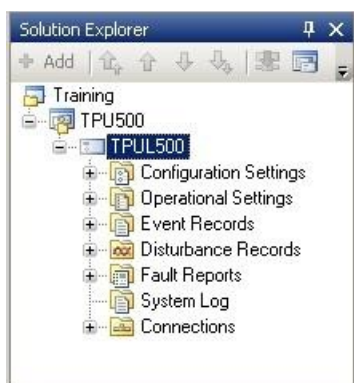 Solution Explorer
Add
Training
TPU500
TPUL500
Configuration Settings
Operational Settings
Event Records
Disturbance Records
Fault Reports
System Log
Connections